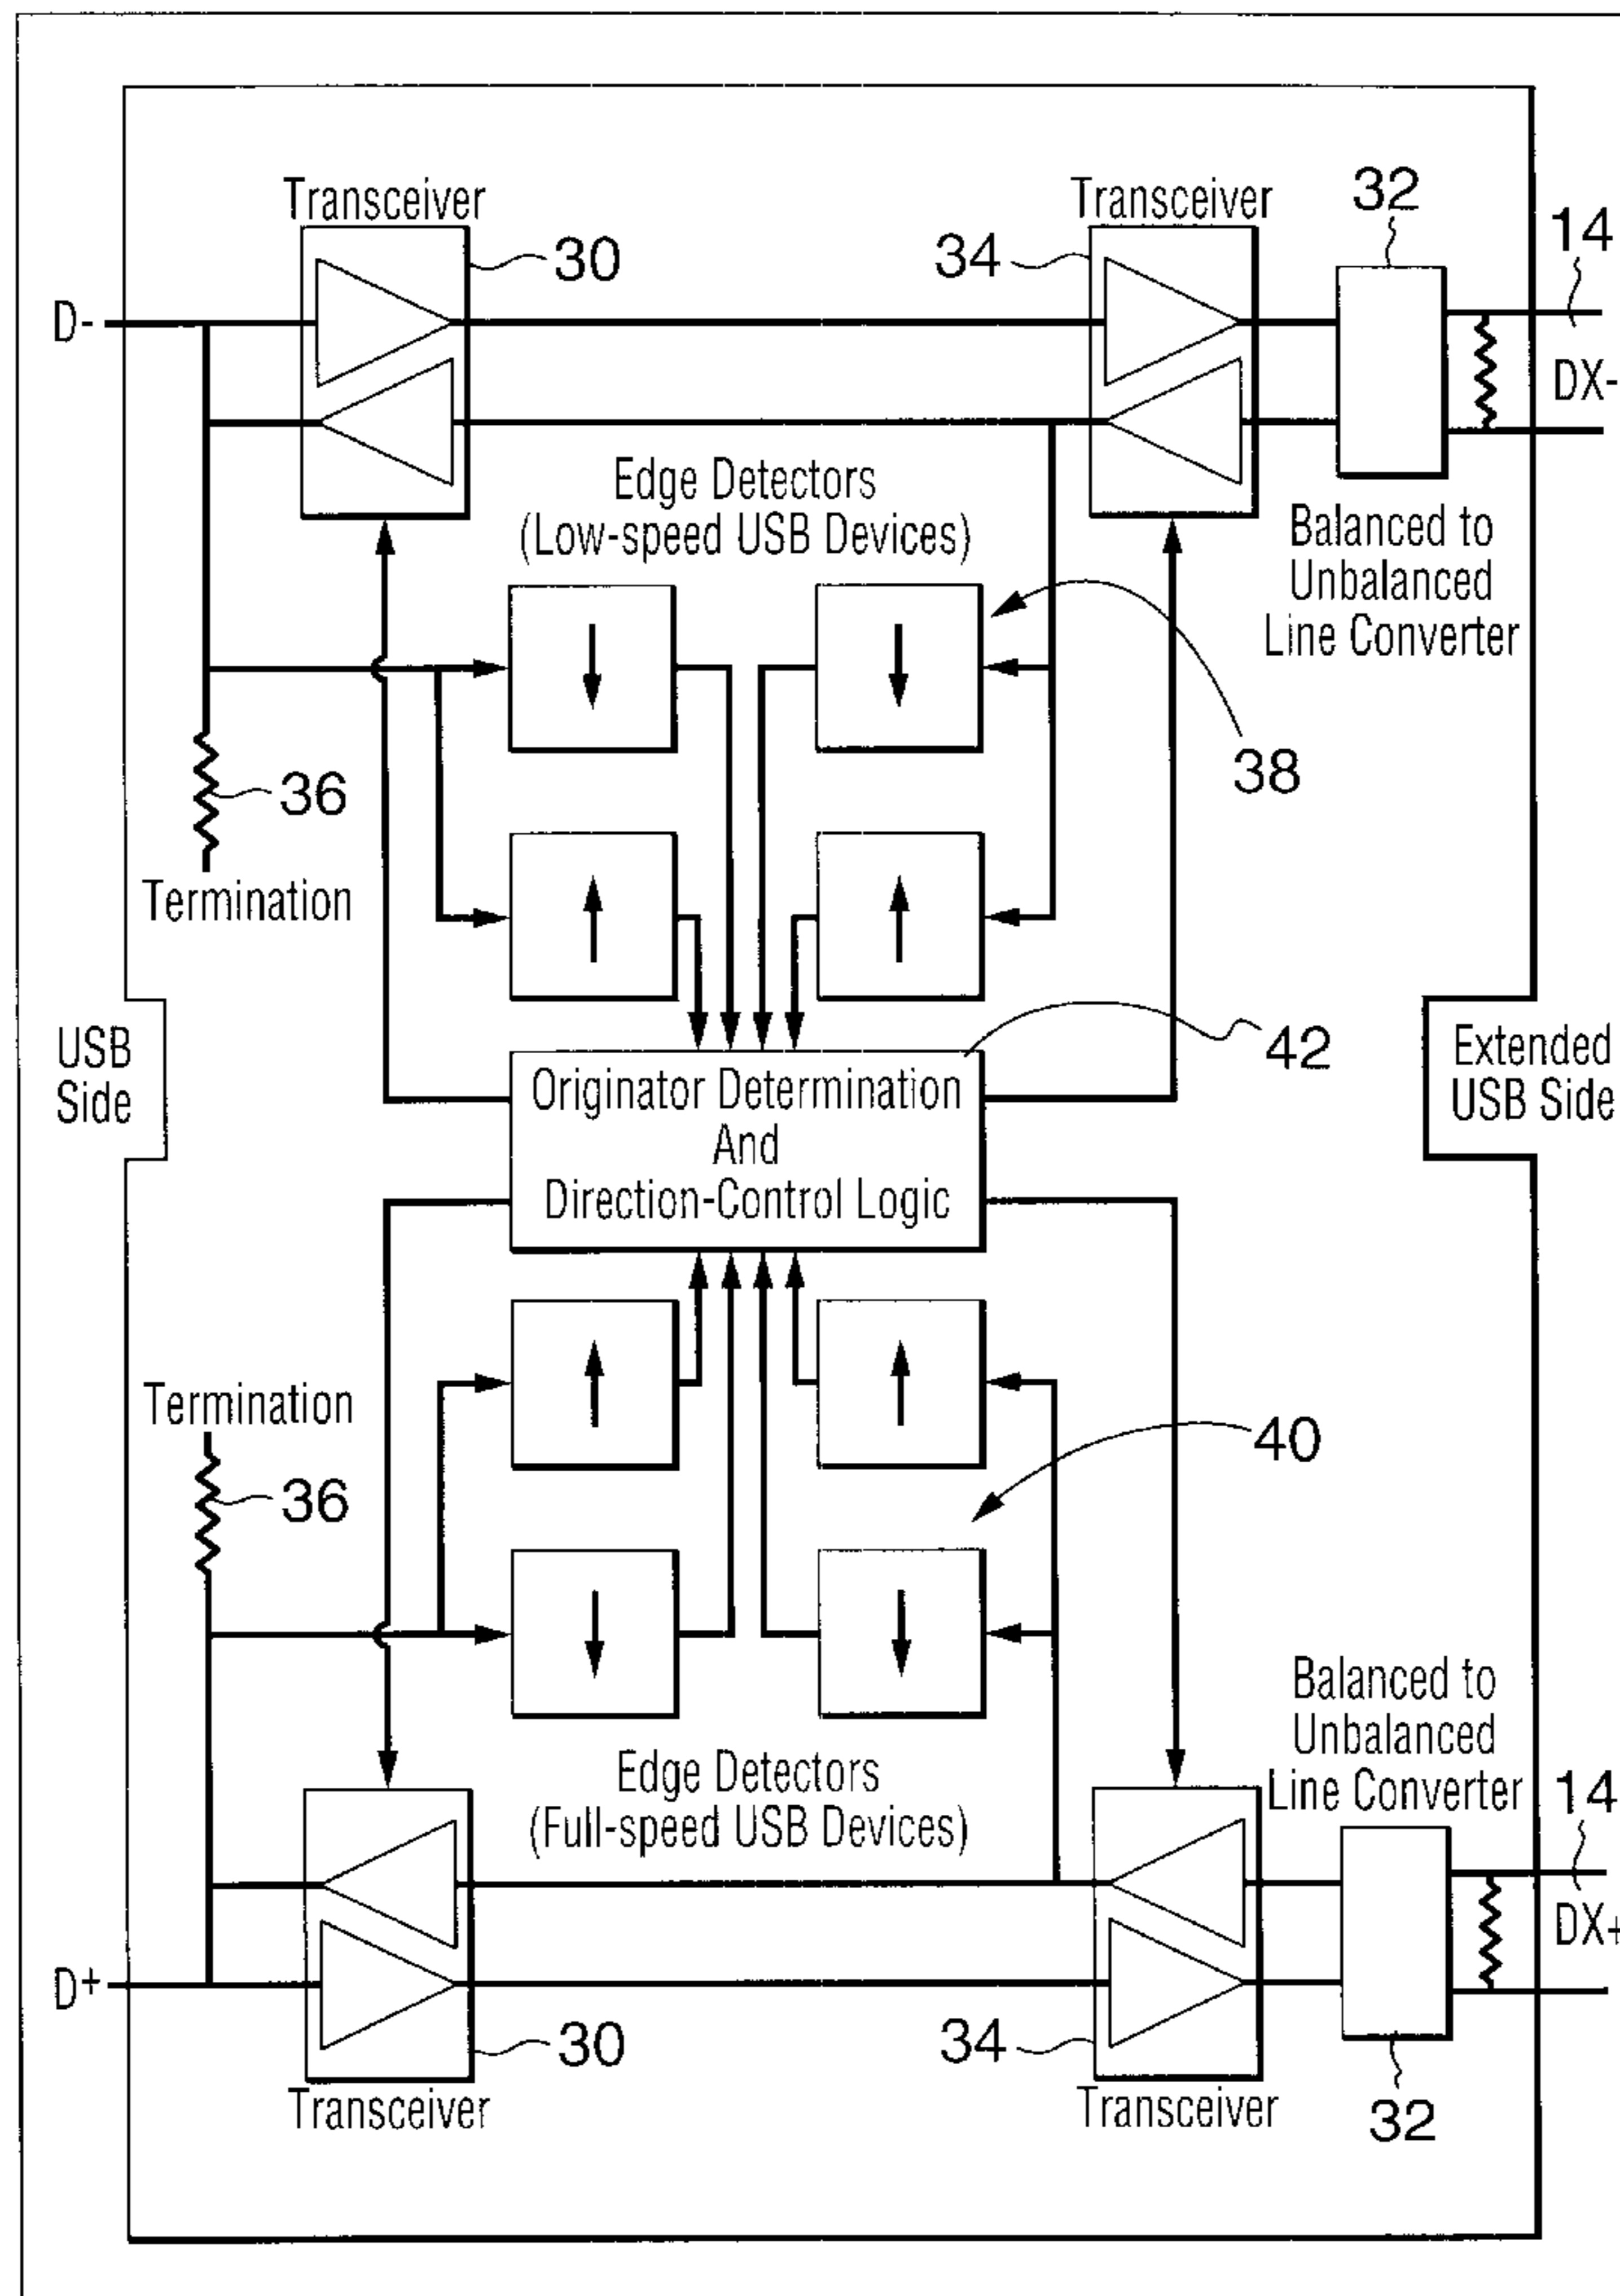 Transceiver
Transceiver
32
14
30
34
D-
DX-
Edge Detectors
(Low-speed USB Devices)
Balanced to
Unbalanced
Line Converter
38
36
Termination
USB
Side
42
Extended
USB Side
Originator Determination
And
Direction-Control Logic
Termination
36
40
Balanced to
Unbalanced
Line Converter
14
Edge Detectors
(Full-speed USB Devices)
DX+
D+
30
34
32
Transceiver
Transceiver